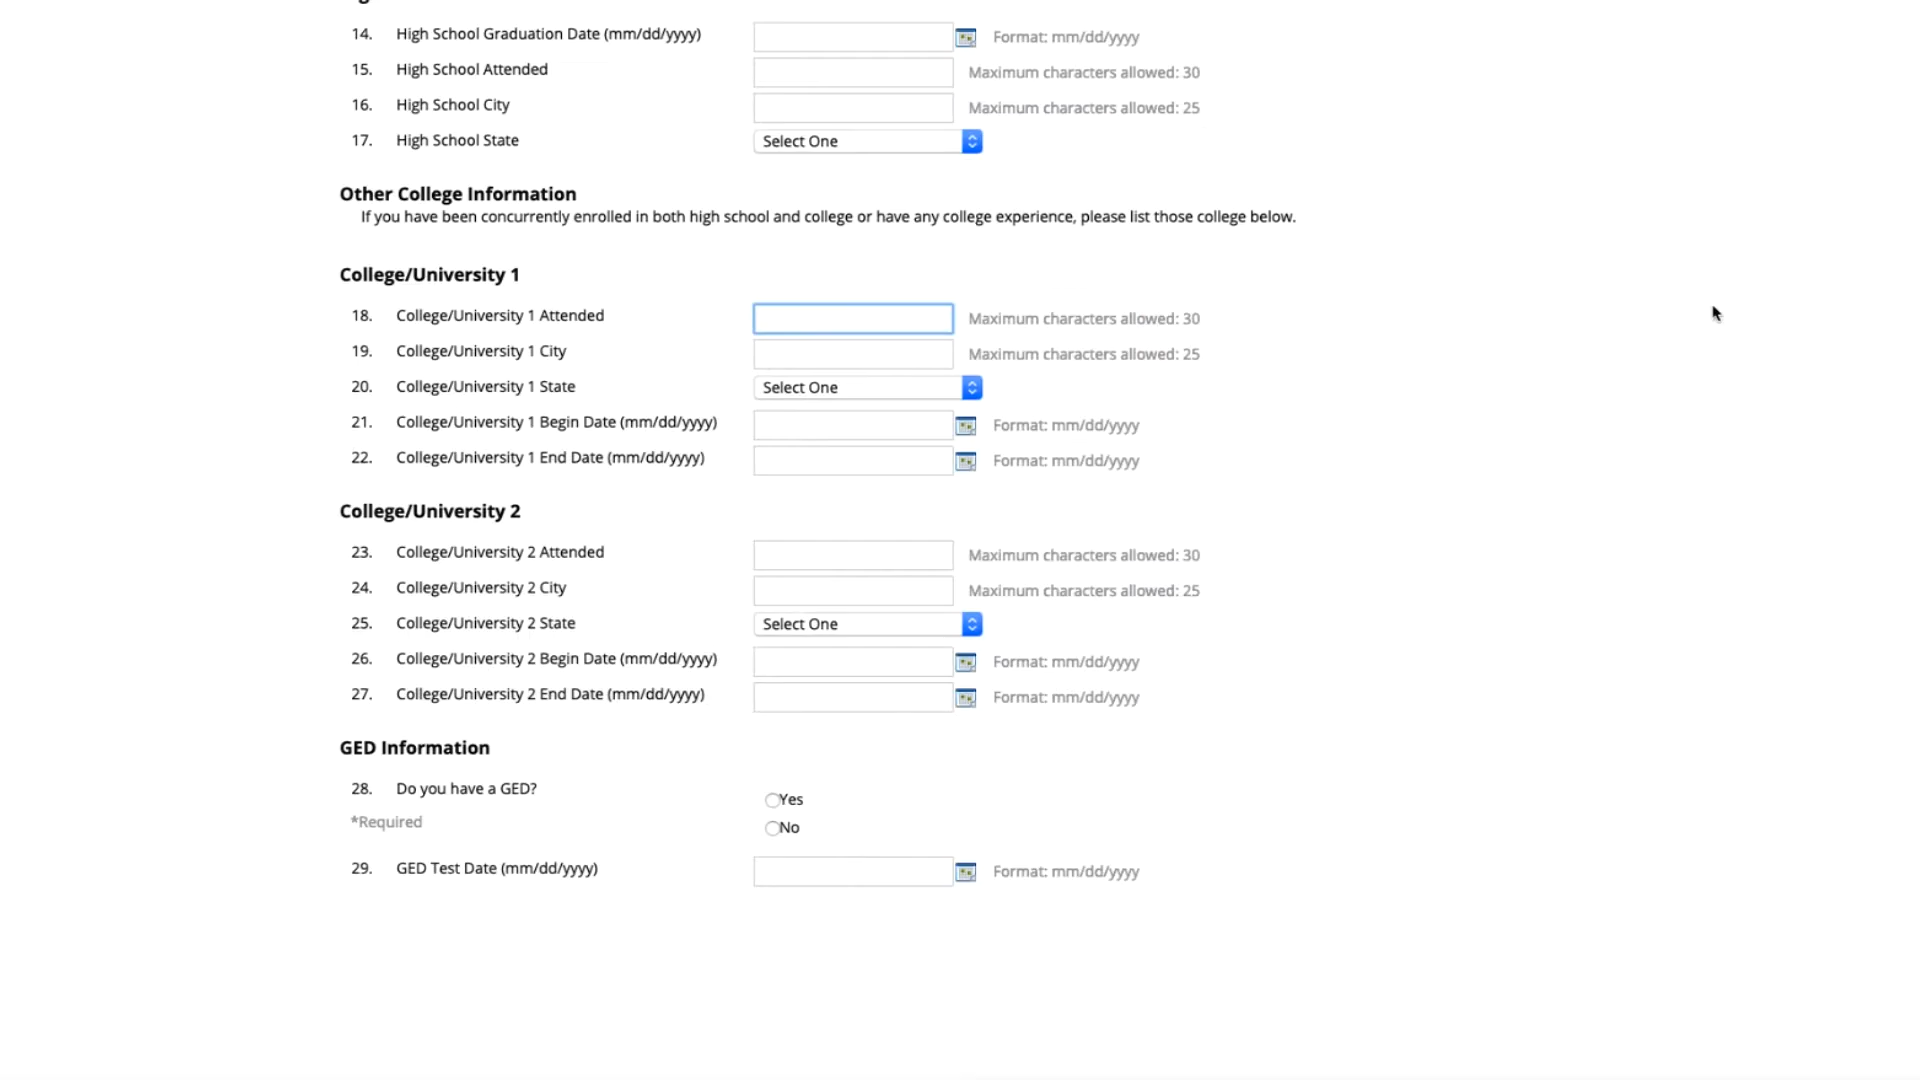 14. High School Graduation Date (mm/dd/yyyy) Format: mm/dd/yyyy
15. High School Attended Maximum characters allowed: 30
16. High School City Maximum characters allowed: 25
17. High School State Select One
Other College Information
If you have been concurrently enrolled in both high school and college or have any college experience, please list those college below.
College/University 1
18. College/University 1 Attended Maximum characters allowed: 30
19. College/University 1 City Maximum characters allowed: 25
20. College/University 1 State Select One
21. College/University 1 Begin Date (mm/dd/yyyy) Format: mm/dd/yyyy
22. College/University 1 End Date (mm/dd/yyyy) Format: mm/dd/yyyy
College/University 2
23. College/University 2 Attended Maximum characters allowed: 30
24. College/University 2 City Maximum characters allowed: 25
25. College/University 2 State Select One
26. College/University 2 Begin Date (mm/dd/yyyy) Format: mm/dd/yyyy
27. College/University 2 End Date (mm/dd/yyyy) Format: mm/dd/yyyy
GED Information
28. Do you have a GED? Yes
*Required No
29. GED Test Date (mm/dd/yyyy) Format: mm/dd/yyyy